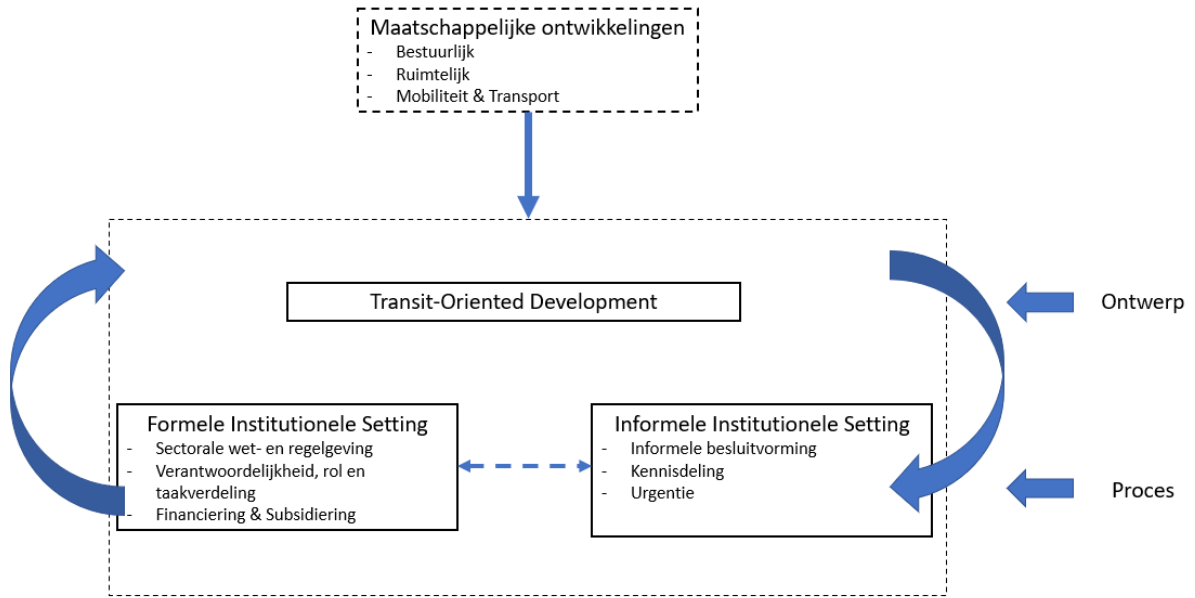 Maatschappelijke ontwikkelingen
- Bestuurlijk
- Ruimtelijk
- Mobiliteit & Transport
Transit-Oriented Development
Ontwerp
Formele Institutionele Setting
- Sectorale wet- en regelgeving
- Verantwoordelijkheid, rol en
taakverdeling
- Financiering & Subsidiering
Informele Institutionele Setting
- Informele besluitvorming
- Kennisdeling
- Urgentie
Proces